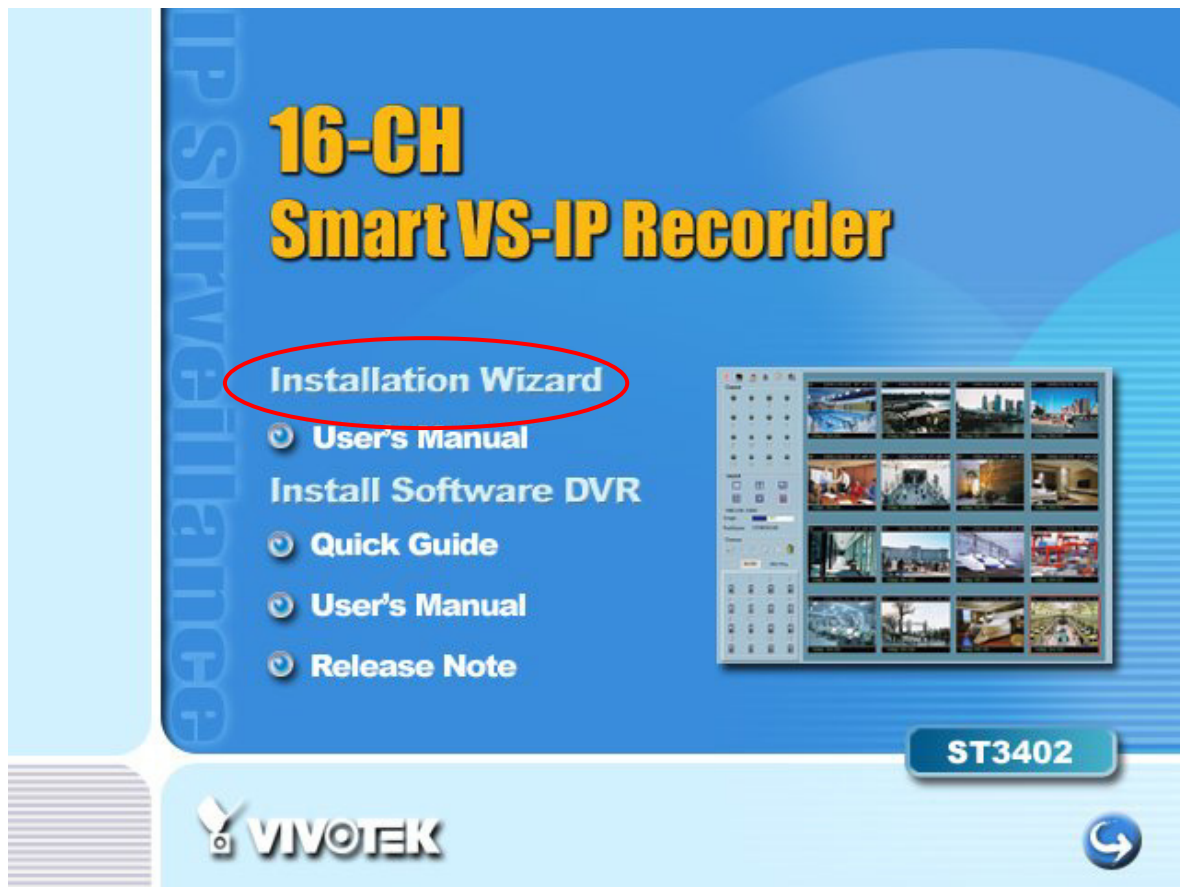 IP Surveillance
16-CH
Smart VS-IP Recorder
Installation Wizard
User's Manual
Install Software DVR
Quick Guide
User's Manual
Release Note
ST3402
VIVOTEK